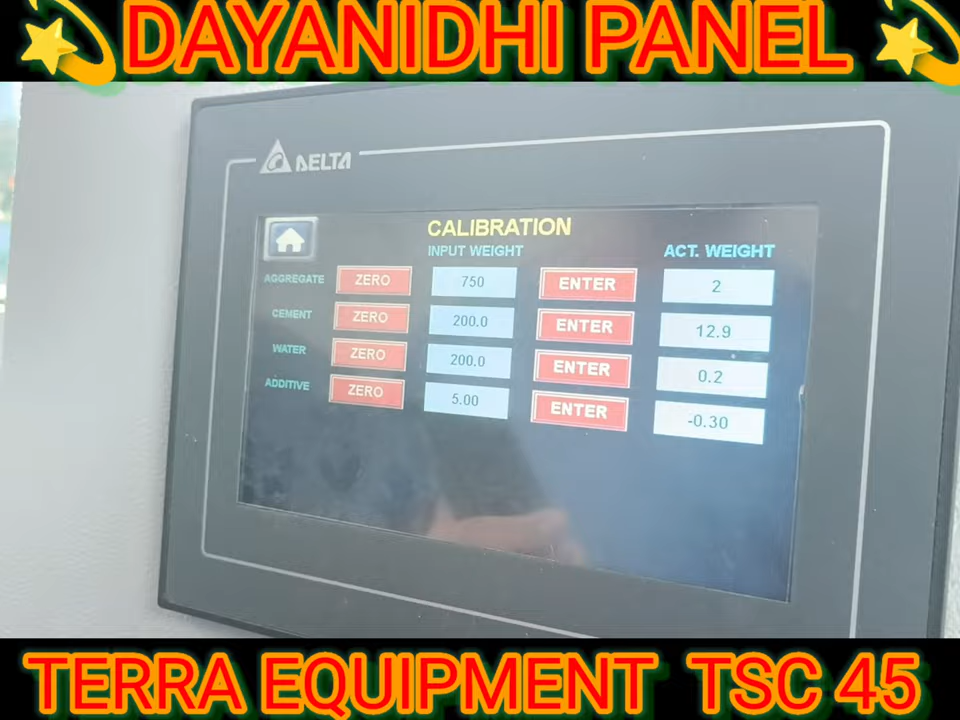 DAYANIDHI PANEL
DELTA
CALIBRATION
INPUT WEIGHT ACT. WEIGHT
AGGREGATE ZERO 750 ENTER 2
CEMENT ZERO 200.0 ENTER 12.9
WATER ZERO 200.0 ENTER 0.2
ADDITIVE ZERO 5.00 ENTER -0.30
TERRA EQUIPMENT TSC 45